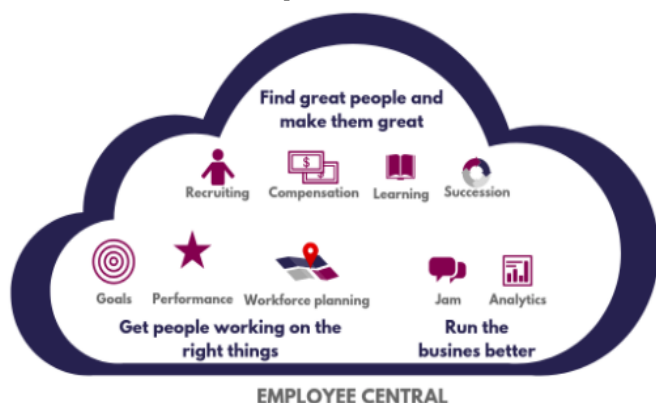 Find great people and
make them great
Recruiting Compensation Learning Succession
Goals Performance Workforce planning Jam Analytics
Get people working on the
right things
Run the
busines better
EMPLOYEE CENTRAL